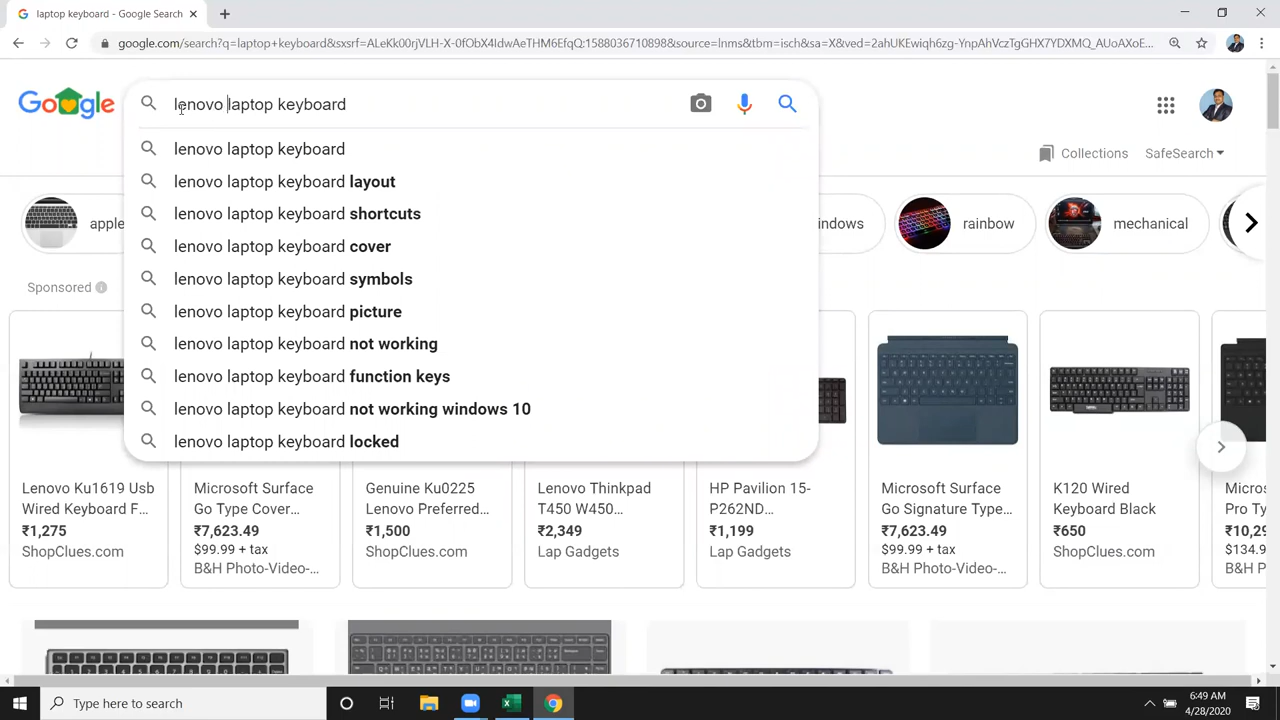 laptop keyboard - Google Search
google.com/search?q=laptop+keyboard&sxsrf=ALeKk00rjVLH-X-0fObX4IdwAeTHM6EfqQ:1588036710898&source=lnms&tbm=isch&sa=X&ved=2ahUKEwiqh6zg-YnpAhVczTgGHX7YDXMQ_AUoAXoE...
Google
lenovo laptop keyboard
lenovo laptop keyboard
lenovo laptop keyboard layout
lenovo laptop keyboard shortcuts
lenovo laptop keyboard cover
lenovo laptop keyboard symbols
lenovo laptop keyboard picture
lenovo laptop keyboard not working
lenovo laptop keyboard function keys
lenovo laptop keyboard not working windows 10
lenovo laptop keyboard locked
Collections
SafeSearch
apple
indows
rainbow
mechanical
Sponsored
Lenovo Ku1619 Usb
Wired Keyboard F...
₹1,275
ShopClues.com
Microsoft Surface
Go Type Cover...
₹7,623.49
$99.99 + tax
B&H Photo-Video-...
Genuine Ku0225
Lenovo Preferred...
₹1,500
ShopClues.com
Lenovo Thinkpad
T450 W450...
₹2,349
Lap Gadgets
HP Pavilion 15-
P262ND...
₹1,199
Lap Gadgets
Microsoft Surface
Go Signature Type...
₹7,623.49
$99.99 + tax
B&H Photo-Video-...
K120 Wired
Keyboard Black
₹650
ShopClues.com
Micros
Pro Ty
₹10,29
$134.9
B&H P
Type here to search
6:49 AM
4/28/2020